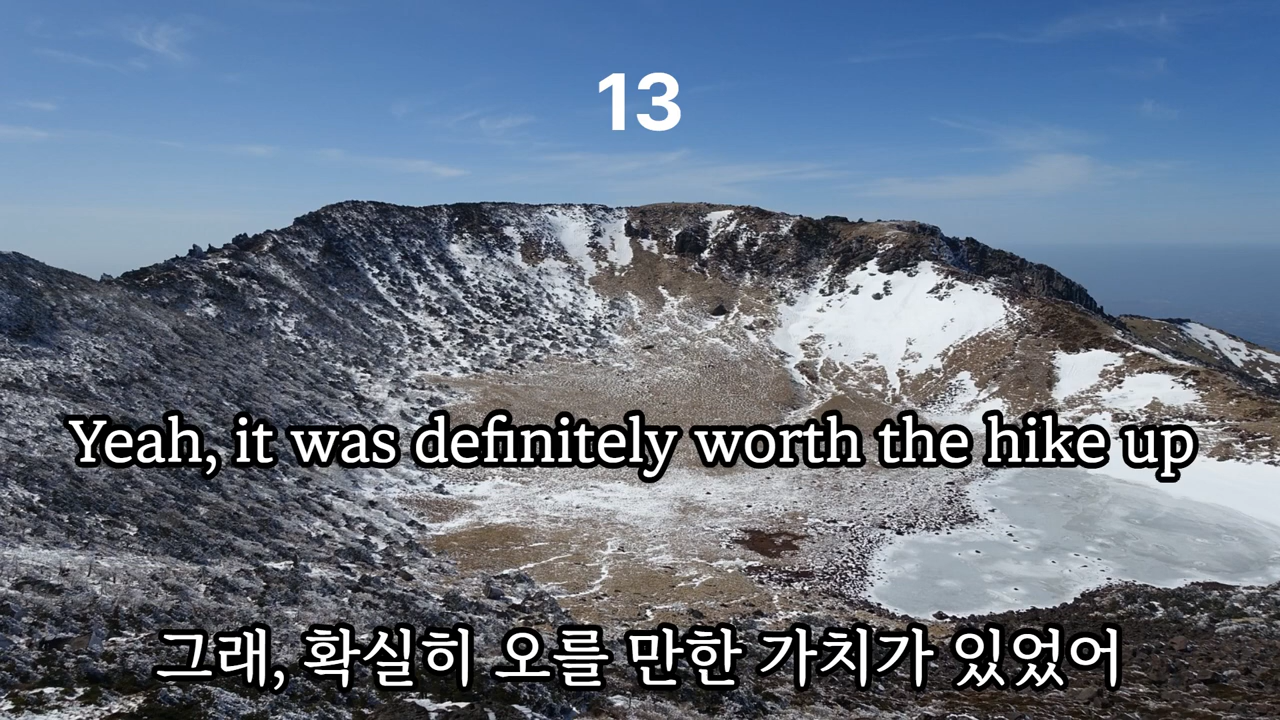 13
Yeah, it was definitely worth the hike up
그래, 확실히 오를 만한 가치가 있었어